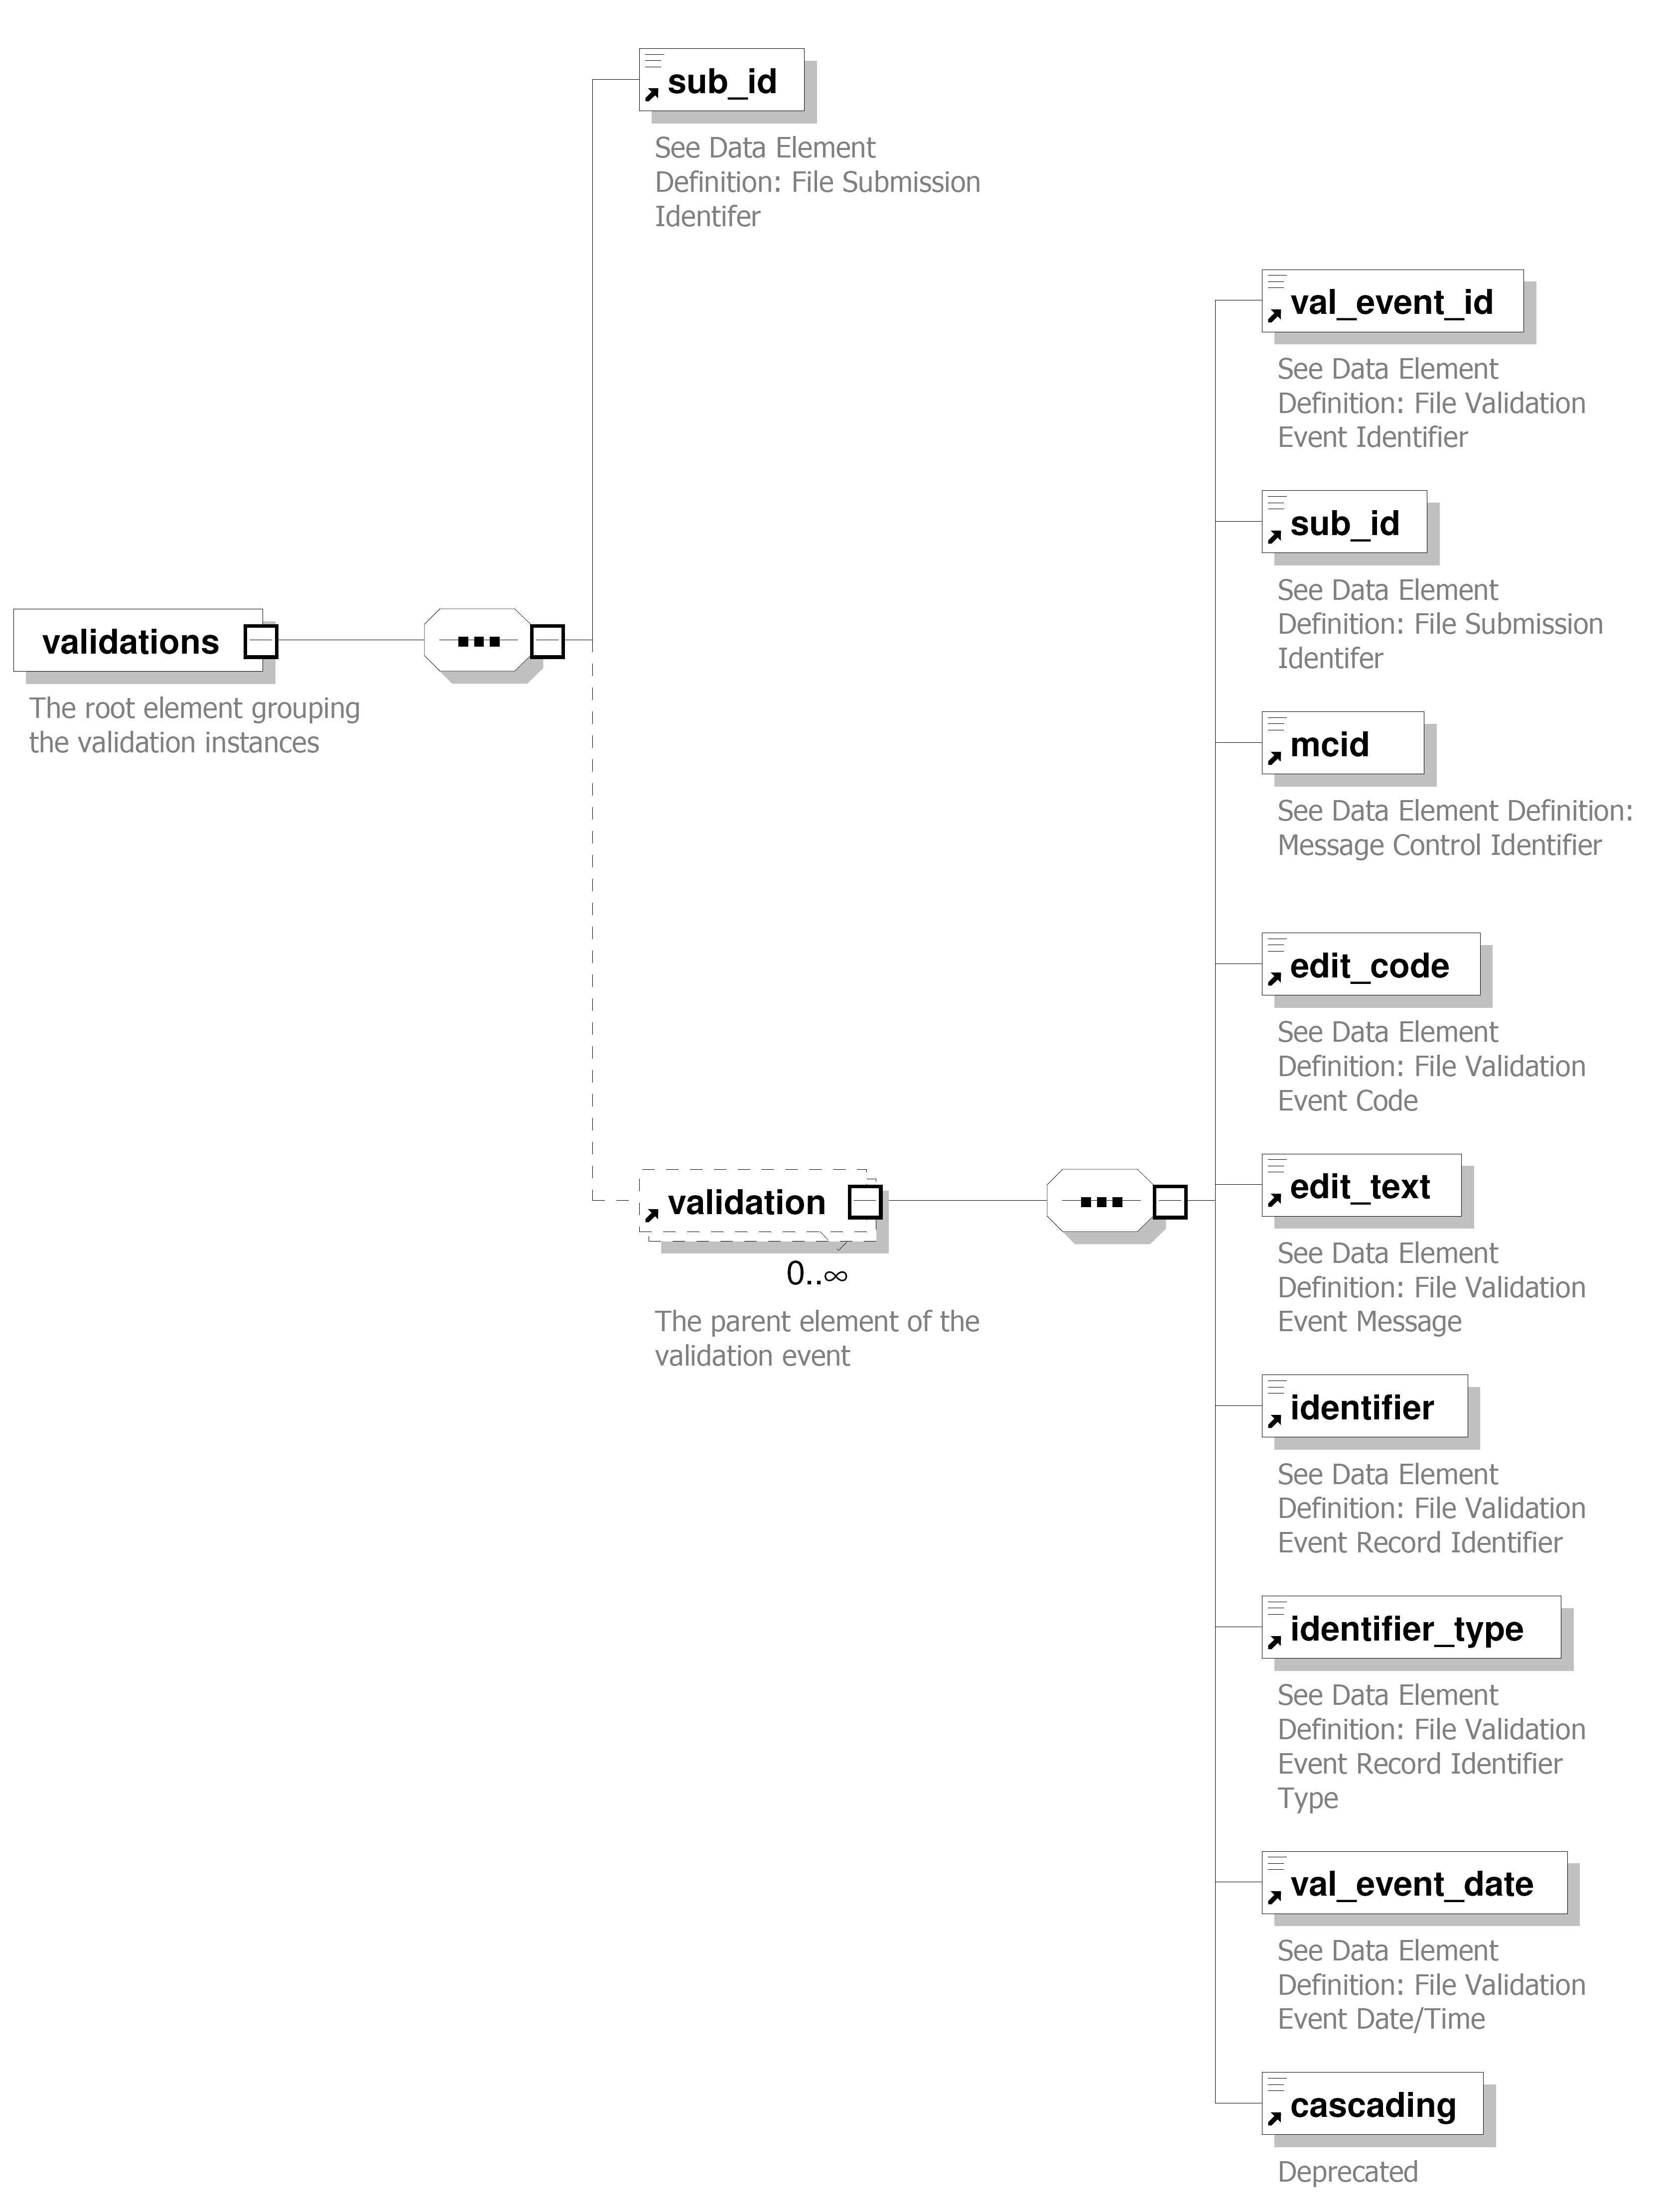 sub_id
See Data Element
Definition: File Submission
Identifer
val_event_id
See Data Element
Definition: File Validation
Event Identifier
sub_id
See Data Element
Definition: File Submission
Identifer
validations
The root element grouping
the validation instances
mcid
See Data Element Definition:
Message Control Identifier
edit_code
See Data Element
Definition: File Validation
Event Code
validation
0..∞
The parent element of the
validation event
edit_text
See Data Element
Definition: File Validation
Event Message
identifier
See Data Element
Definition: File Validation
Event Record Identifier
identifier_type
See Data Element
Definition: File Validation
Event Record Identifier
Type
val_event_date
See Data Element
Definition: File Validation
Event Date/Time
cascading
Deprecated